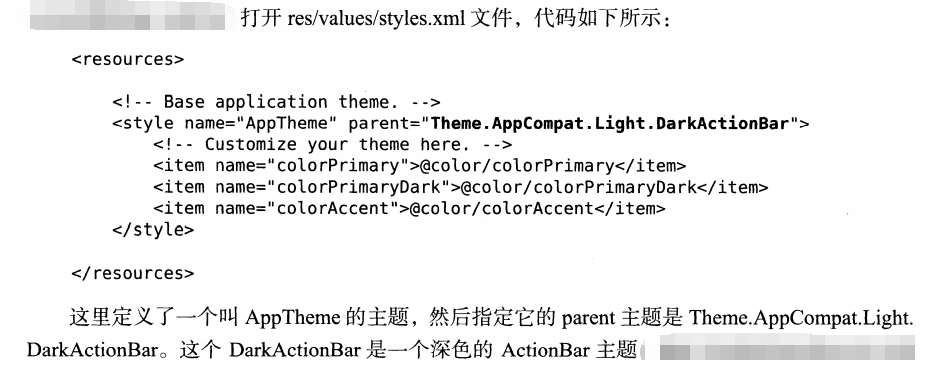 打开 res/values/styles.xml 文件，代码如下所示：
<resources>
<!-- Base application theme. -->
<style name="AppTheme" parent="Theme.AppCompat.Light.DarkActionBar">
<!-- Customize your theme here. -->
<item name="colorPrimary">@color/colorPrimary</item>
<item name="colorPrimaryDark">@color/colorPrimaryDark</item>
<item name="colorAccent">@color/colorAccent</item>
</style>
</resources>
这里定义了一个叫 AppTheme 的主题，然后指定它的 parent 主题是 Theme.AppCompat.Light.
DarkActionBar。这个 DarkActionBar 是一个深色的 ActionBar 主题